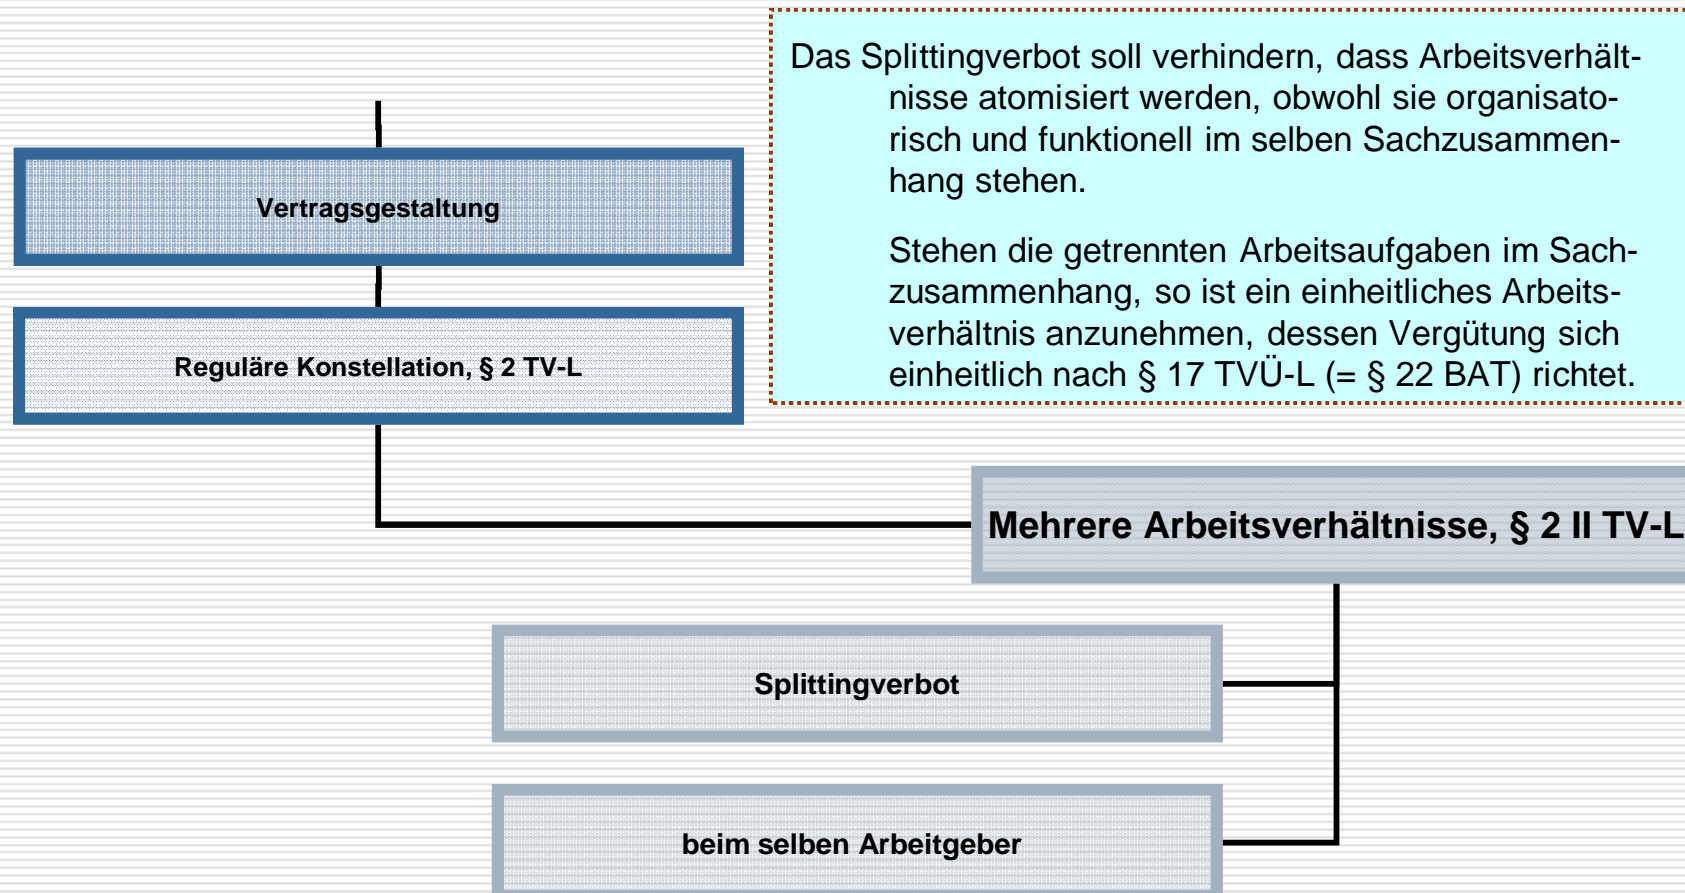 Das Splittingverbot soll verhindern, dass Arbeitsverhält-
nisse atomisiert werden, obwohl sie organisato-
risch und funktionell im selben Sachzusammen-
hang stehen.
Stehen die getrennten Arbeitsaufgaben im Sach-
zusammenhang, so ist ein einheitliches Arbeits-
verhältnis anzunehmen, dessen Vergütung sich
einheitlich nach § 17 TVÜ-L (= § 22 BAT) richtet.
Vertragsgestaltung
Reguläre Konstellation, § 2 TV-L
Mehrere Arbeitsverhältnisse, § 2 II TV-L
Splittingverbot
beim selben Arbeitgeber